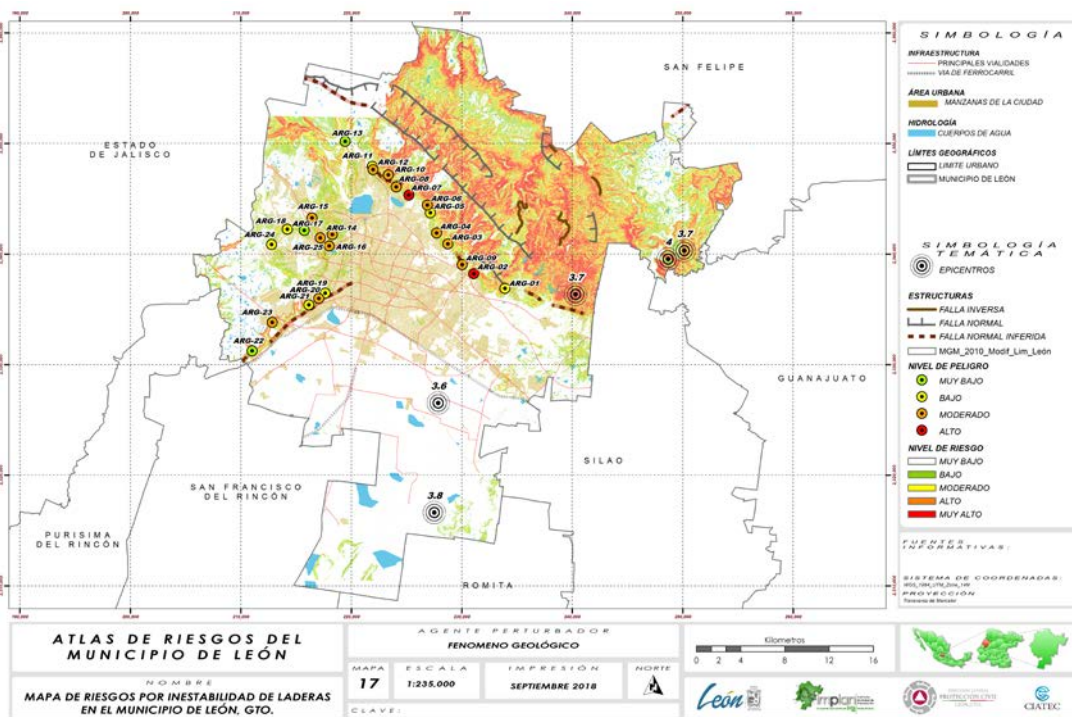 SAN FELIPE
ESTADO
DE JALISCO
ARG-13
ARG-11
ARG-12
ARG-10
ARG-08
ARG-07
ARG-06
ARG-05
ARG-15
ARG-18
ARG-17
ARG-14
ARG-24
ARG-25
ARG-16
ARG-04
ARG-03
ARG-09
ARG-02
ARG-01
ARG-19
ARG-20
ARG-21
ARG-23
ARG-22
4
3.7
3.7
3.6
3.8
GUANAJUATO
SILAO
SAN FRANCISCO
DEL RINCÓN
PURISIMA
DEL RINCÓN
ROMITA
SIMBOLOGÍA
INFRAESTRUCTURA
PRINCIPALES VIALIDADES
VIA DE FERROCARRIL
ÁREA URBANA
MANZANAS DE LA CIUDAD
HIDROLOGÍA
CUERPOS DE AGUA
LÍMTES GEOGRÁFICOS
LIMITE URBANO
MUNICIPIO DE LEÓN
SIMBOLOGÍA
TEMÁTICA
EPICENTROS
ESTRUCTURAS
FALLA INVERSA
FALLA NORMAL
FALLA NORMAL INFERIDA
MGM_2010_Modif_Lim_León
NIVEL DE PELIGRO
MUY BAJO
BAJO
MODERADO
ALTO
NIVEL DE RIESGO
MUY BAJO
BAJO
MODERADO
ALTO
MUY ALTO
FUENTES
INFORMATIVAS:
SISTEMA DE COORDENADAS:
PROYECCIÓN
Transversa de Mercator
ATLAS DE RIESGOS DEL
MUNICIPIO DE LEÓN
NOMBRE
MAPA DE RIESGOS POR INESTABILIDAD DE LADERAS
EN EL MUNICIPIO DE LEÓN, GTO.
AGENTE PERTURBADOR
FENOMENO GEOLÓGICO
MAPA
17
ESCALA
1:235,000
IMPRESIÓN
SEPTIEMBRE 2018
NORTE
CLAVE:
Kilometros
0 2 4 8 12 16
León
implan
PROTECCIÓN CIVIL
CIATEC